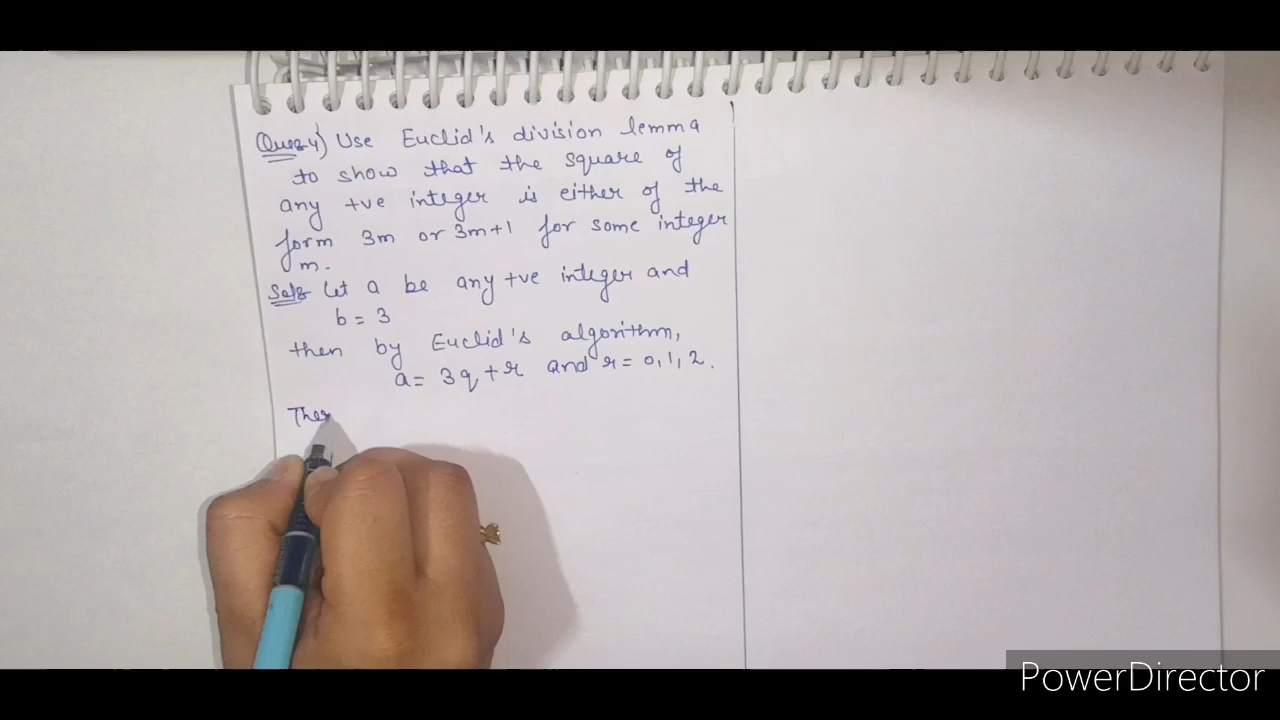 Ques 4) Use Euclid's division lemma
to show that the square of
any +ve integer is either of the
form 3m or 3m+1 for some integer
m.
Sol: Let a be any +ve integer and
b = 3
then by Euclid's algorithm,
a = 3q + r and r = 0, 1, 2.
Ther
PowerDirector